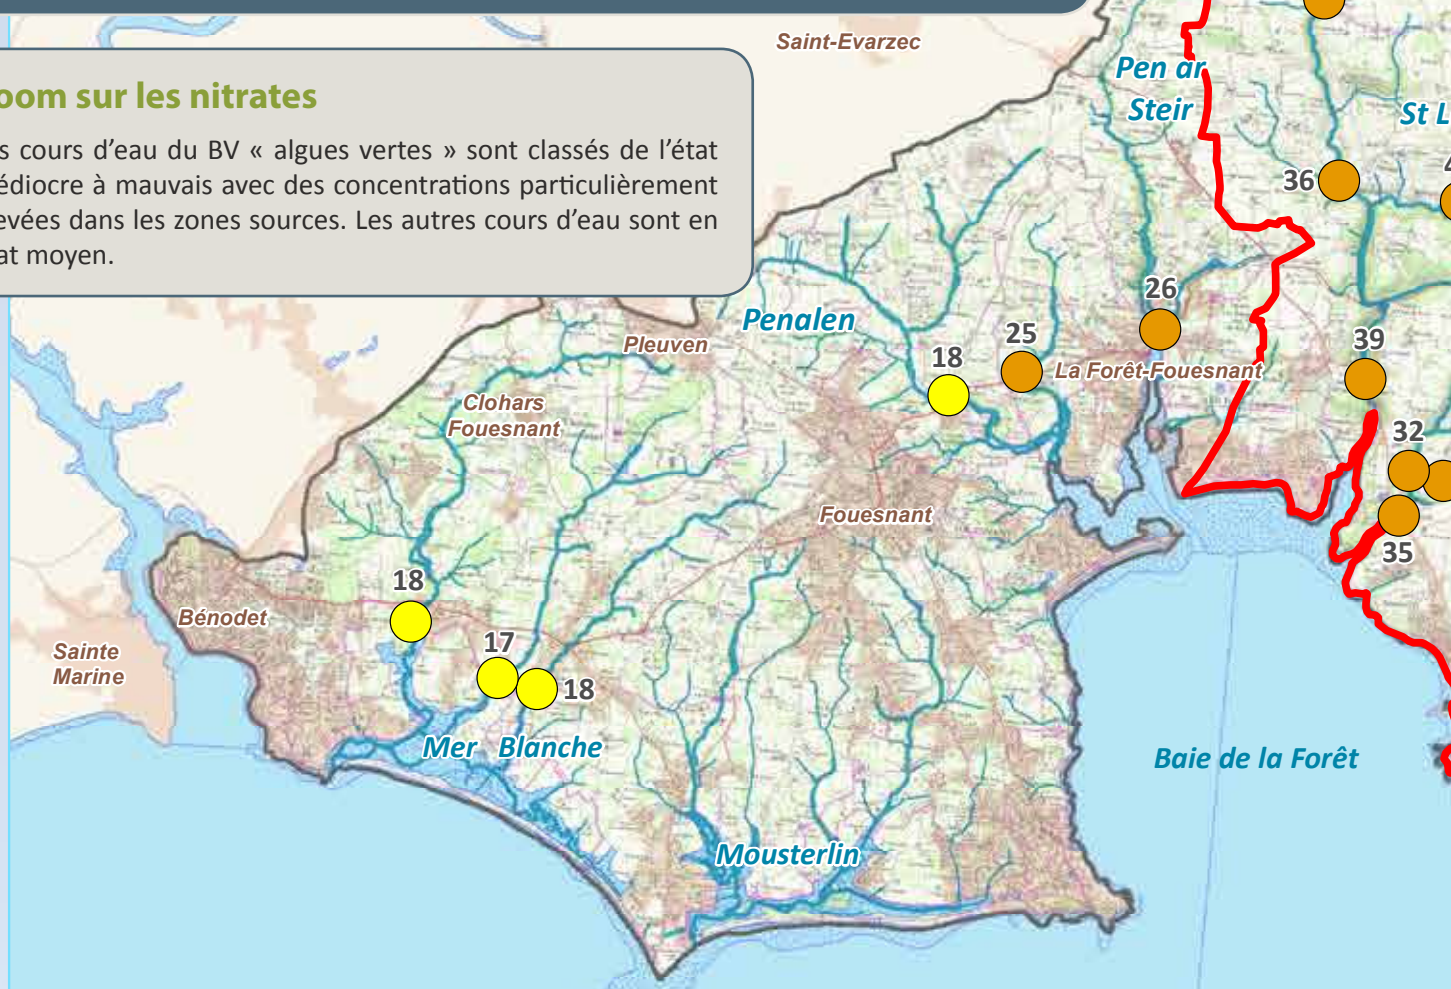 Saint-Evarzec
oom sur les nitrates
s cours d'eau du BV « algues vertes » sont classés de l'état
édiocre à mauvais avec des concentrations particulièrement
evées dans les zones sources. Les autres cours d'eau sont en
at moyen.
Pen ar
Steir
St L
36
4
26
Penalen
Pleuven
25
18
La Forêt-Fouesnant
39
Clohars
Fouesnant
32
Fouesnant
35
18
Bénodet
17
18
Sainte
Marine
Mer Blanche
Baie de la Forêt
Mousterlin